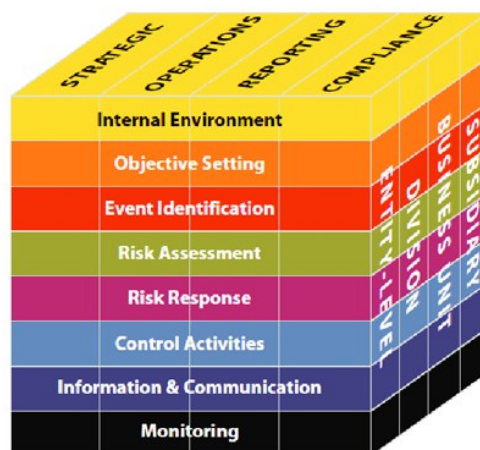 STRATEGIC
OPERATIONS
REPORTING
COMPLIANCE
Internal Environment
Objective Setting
Event Identification
Risk Assessment
Risk Response
Control Activities
Information & Communication
Monitoring
ENTITY-LEVEL
DIVISION
BUSINESS UNIT
SUBSIDIARY